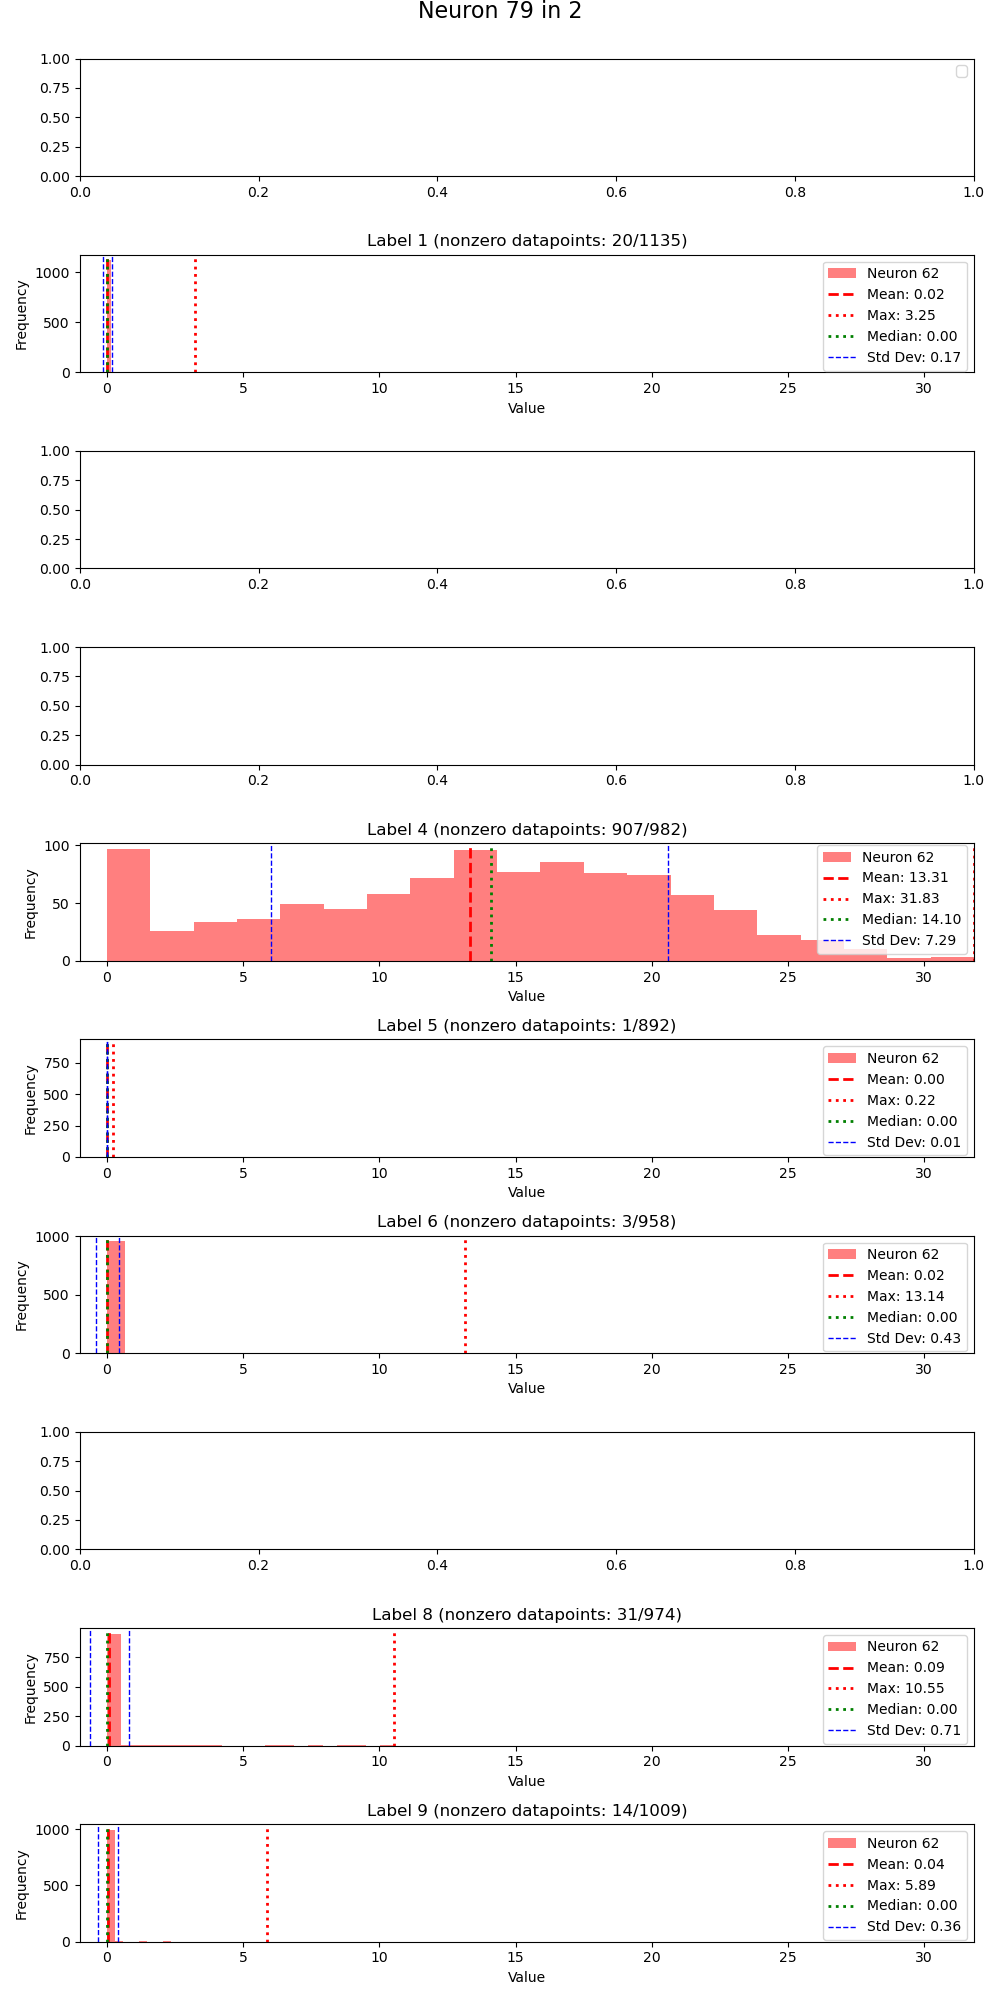 Neuron 79 in 2
1.00
0.75
0.50
0.25
0.00
0.0 0.2 0.4 0.6 0.8 1.0
Label 1 (nonzero datapoints: 20/1135)
Frequency
1000
500
0
Neuron 62
Mean: 0.02
Max: 3.25
Median: 0.00
Std Dev: 0.17
0 5 10 15 20 25 30
Value
1.00
0.75
0.50
0.25
0.00
0.0 0.2 0.4 0.6 0.8 1.0
1.00
0.75
0.50
0.25
0.00
0.0 0.2 0.4 0.6 0.8 1.0
Label 4 (nonzero datapoints: 907/982)
Frequency
100
50
0
Neuron 62
Mean: 13.31
Max: 31.83
Median: 14.10
Std Dev: 7.29
0 5 10 15 20 25 30
Value
Label 5 (nonzero datapoints: 1/892)
Frequency
750
500
250
0
Neuron 62
Mean: 0.00
Max: 0.22
Median: 0.00
Std Dev: 0.01
0 5 10 15 20 25 30
Value
Label 6 (nonzero datapoints: 3/958)
Frequency
1000
500
0
Neuron 62
Mean: 0.02
Max: 13.14
Median: 0.00
Std Dev: 0.43
0 5 10 15 20 25 30
Value
1.00
0.75
0.50
0.25
0.00
0.0 0.2 0.4 0.6 0.8 1.0
Label 8 (nonzero datapoints: 31/974)
Frequency
750
500
250
0
Neuron 62
Mean: 0.09
Max: 10.55
Median: 0.00
Std Dev: 0.71
0 5 10 15 20 25 30
Value
Label 9 (nonzero datapoints: 14/1009)
Frequency
1000
500
0
Neuron 62
Mean: 0.04
Max: 5.89
Median: 0.00
Std Dev: 0.36
0 5 10 15 20 25 30
Value